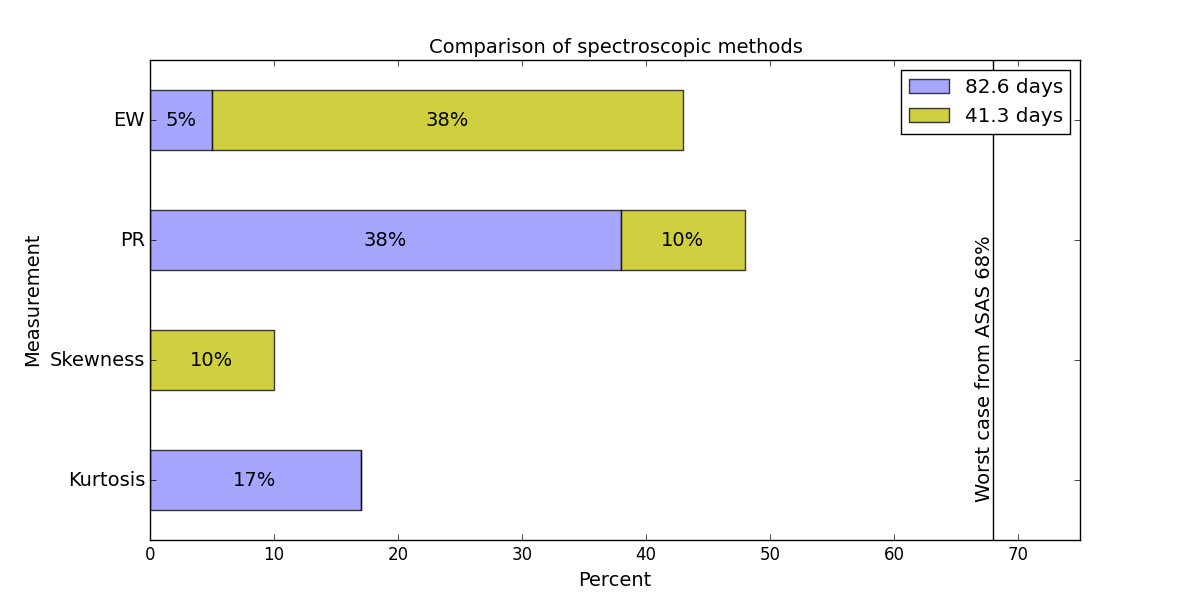 Comparison of spectroscopic methods
82.6 days
41.3 days
EW
5%
38%
PR
38%
10%
Skewness
10%
Kurtosis
17%
Measurement
Worst case from ASAS 68%
0 10 20 30 40 50 60 70
Percent